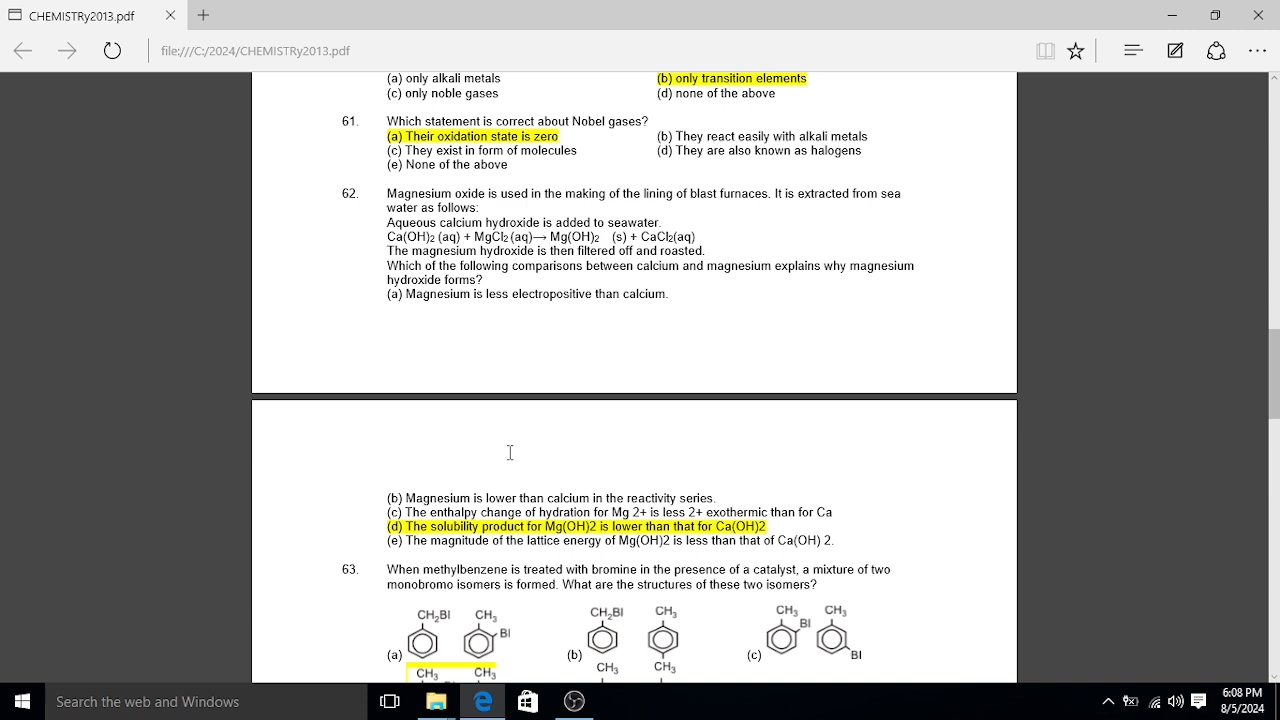 CHEMISTRy2013.pdf
file:///C:/2024/CHEMISTRy2013.pdf
(a) only alkali metals (b) only transition elements
(c) only noble gases (d) none of the above
61. Which statement is correct about Nobel gases?
(a) Their oxidation state is zero (b) They react easily with alkali metals
(c) They exist in form of molecules (d) They are also known as halogens
(e) None of the above
62. Magnesium oxide is used in the making of the lining of blast furnaces. It is extracted from sea
water as follows:
Aqueous calcium hydroxide is added to seawater.
Ca(OH)₂ (aq) + MgCl₂ (aq)→ Mg(OH)₂ (s) + CaCl₂(aq)
The magnesium hydroxide is then filtered off and roasted.
Which of the following comparisons between calcium and magnesium explains why magnesium
hydroxide forms?
(a) Magnesium is less electropositive than calcium.
(b) Magnesium is lower than calcium in the reactivity series.
(c) The enthalpy change of hydration for Mg 2+ is less 2+ exothermic than for Ca
(d) The solubility product for Mg(OH)2 is lower than that for Ca(OH)2
(e) The magnitude of the lattice energy of Mg(OH)2 is less than that of Ca(OH) 2.
63. When methylbenzene is treated with bromine in the presence of a catalyst, a mixture of two
monobromo isomers is formed. What are the structures of these two isomers?
CH₂BI CH₃ CH₂BI CH₃ CH₃ CH₃
BI BI
(a) (b) (c) BI
CH₃ CH₃ CH₃ CH₃
Search the web and Windows
6:08 PM
8/5/2024